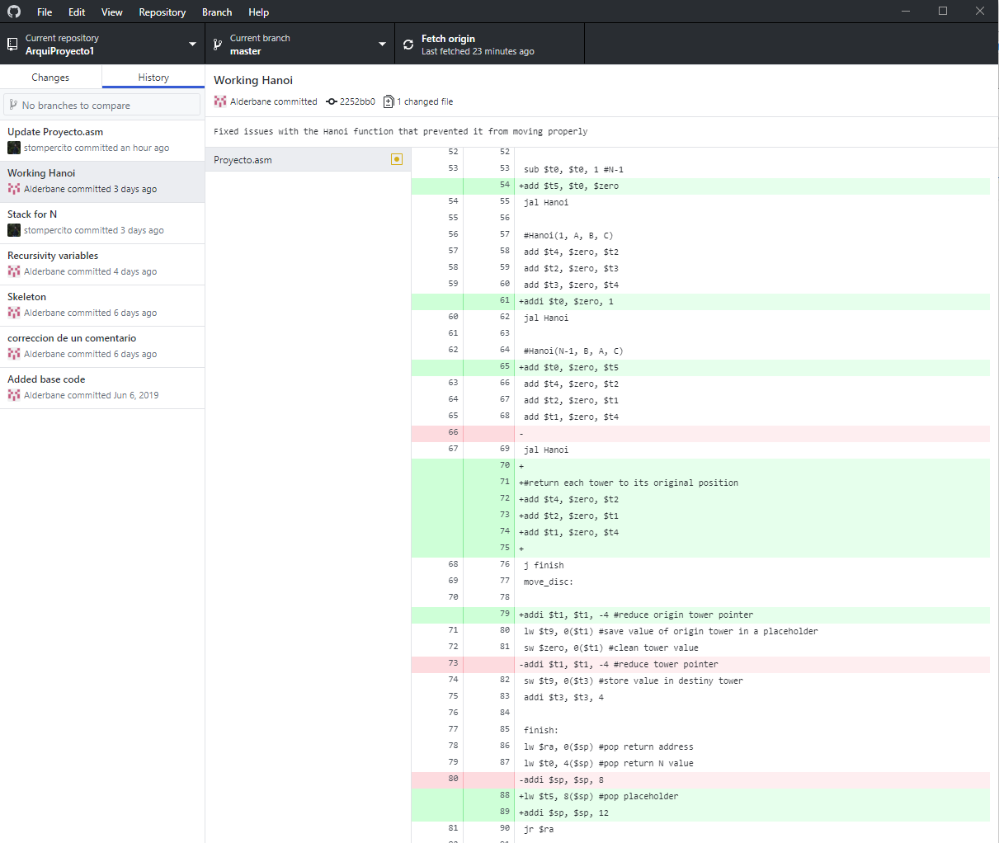 File Edit View Repository Branch Help
Current repository
ArquiProyecto1
Current branch
master
Fetch origin
Last fetched 23 minutes ago
Changes History
No branches to compare
Update Proyecto.asm
stompercito committed an hour ago
Working Hanoi
Alderbane committed 3 days ago
Stack for N
stompercito committed 3 days ago
Recursivity variables
Alderbane committed 4 days ago
Skeleton
Alderbane committed 6 days ago
correccion de un comentario
Alderbane committed 6 days ago
Added base code
Alderbane committed Jun 6, 2019
Working Hanoi
Alderbane committed 2252bb0 1 changed file
Fixed issues with the Hanoi function that prevented it from moving properly
Proyecto.asm
52 52
53 53 sub $t0, $t0, 1 #N-1
54 +add $t5, $t0, $zero
54 55 jal Hanoi
55 56
56 57 #Hanoi(1, A, B, C)
57 58 add $t4, $zero, $t2
58 59 add $t2, $zero, $t3
59 60 add $t3, $zero, $t4
61 +addi $t0, $zero, 1
60 62 jal Hanoi
61 63
62 64 #Hanoi(N-1, B, A, C)
65 +add $t0, $zero, $t5
63 66 add $t4, $zero, $t2
64 67 add $t2, $zero, $t1
65 68 add $t1, $zero, $t4
66 -
67 69 jal Hanoi
70 +
71 +#return each tower to its original position
72 +add $t4, $zero, $t2
73 +add $t2, $zero, $t1
74 +add $t1, $zero, $t4
75 +
68 76 j finish
69 77 move_disc:
70 78
79 +addi $t1, $t1, -4 #reduce origin tower pointer
71 80 lw $t9, 0($t1) #save value of origin tower in a placeholder
72 81 sw $zero, 0($t1) #clean tower value
73 -addi $t1, $t1, -4 #reduce tower pointer
74 82 sw $t9, 0($t3) #store value in destiny tower
75 83 addi $t3, $t3, 4
76 84
77 85 finish:
78 86 lw $ra, 0($sp) #pop return address
79 87 lw $t0, 4($sp) #pop return N value
80 -addi $sp, $sp, 8
88 +lw $t5, 8($sp) #pop placeholder
89 +addi $sp, $sp, 12
81 90 jr $ra